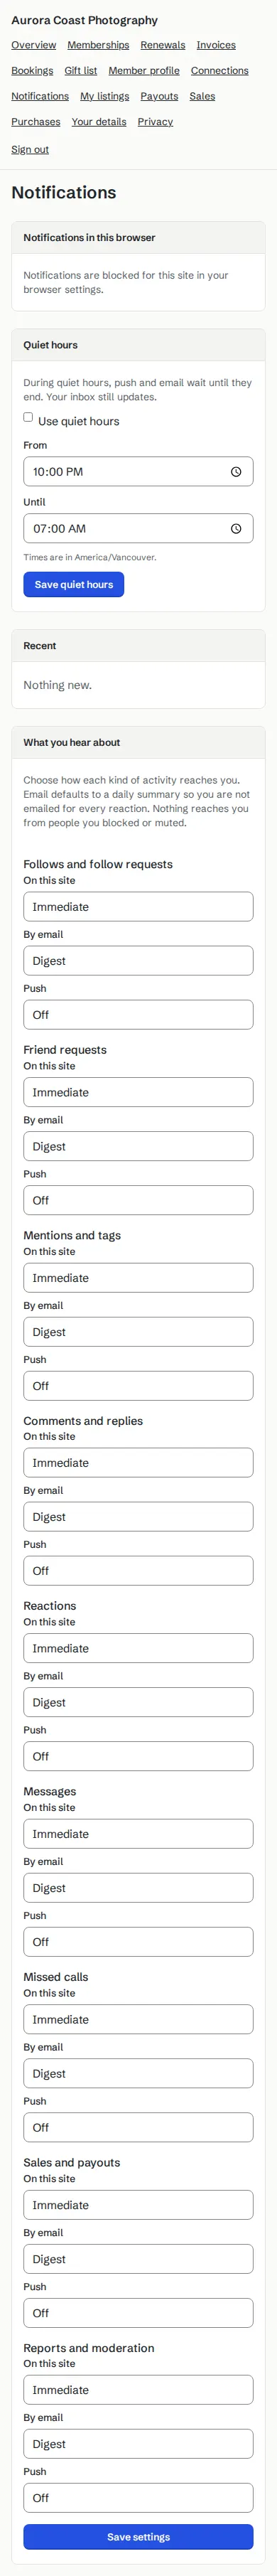 Aurora Coast Photography
Overview Memberships Renewals Invoices
Bookings Gift list Member profile Connections
Notifications My listings Payouts Sales
Purchases Your details Privacy
Sign out
Notifications
Notifications in this browser
Notifications are blocked for this site in your
browser settings.
Quiet hours
During quiet hours, push and email wait until they
end. Your inbox still updates.
Use quiet hours
From
10:00 PM
Until
07:00 AM
Times are in America/Vancouver.
Save quiet hours
Recent
Nothing new.
What you hear about
Choose how each kind of activity reaches you.
Email defaults to a daily summary so you are not
emailed for every reaction. Nothing reaches you
from people you blocked or muted.
Follows and follow requests
On this site
Immediate
By email
Digest
Push
Off
Friend requests
On this site
Immediate
By email
Digest
Push
Off
Mentions and tags
On this site
Immediate
By email
Digest
Push
Off
Comments and replies
On this site
Immediate
By email
Digest
Push
Off
Reactions
On this site
Immediate
By email
Digest
Push
Off
Messages
On this site
Immediate
By email
Digest
Push
Off
Missed calls
On this site
Immediate
By email
Digest
Push
Off
Sales and payouts
On this site
Immediate
By email
Digest
Push
Off
Reports and moderation
On this site
Immediate
By email
Digest
Push
Off
Save settings